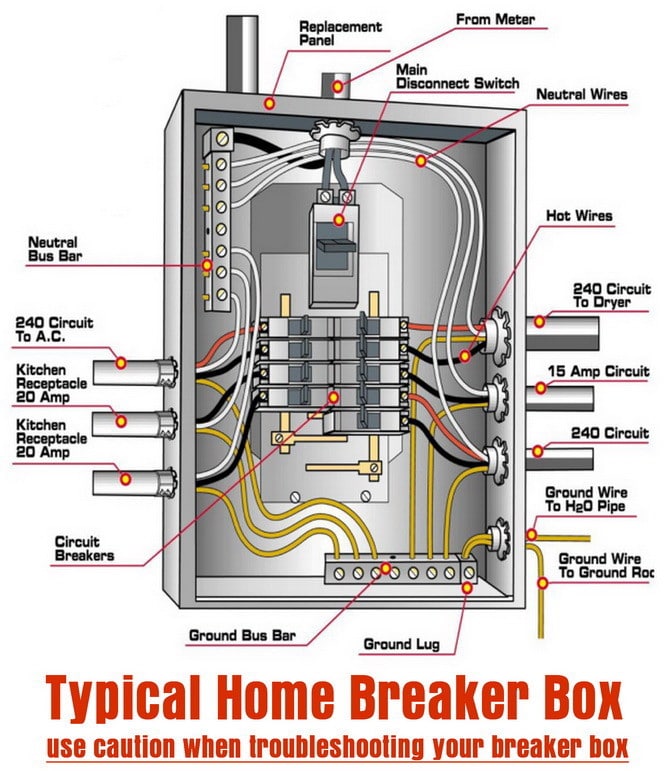 From Meter
Replacement
Panel
Main
Disconnect Switch
Neutral Wires
Hot Wires
Neutral
Bus Bar
240 Circuit
To Dryer
240 Circuit
To A.C.
15 Amp Circuit
Kitchen
Receptacle
20 Amp
Kitchen
Receptacle
20 Amp
240 Circuit
Ground Wire
To H2O Pipe
Circuit
Breakers
Ground Wire
To Ground Roc
Ground Bus Bar
Ground Lug
Typical Home Breaker Box
use caution when troubleshooting your breaker box